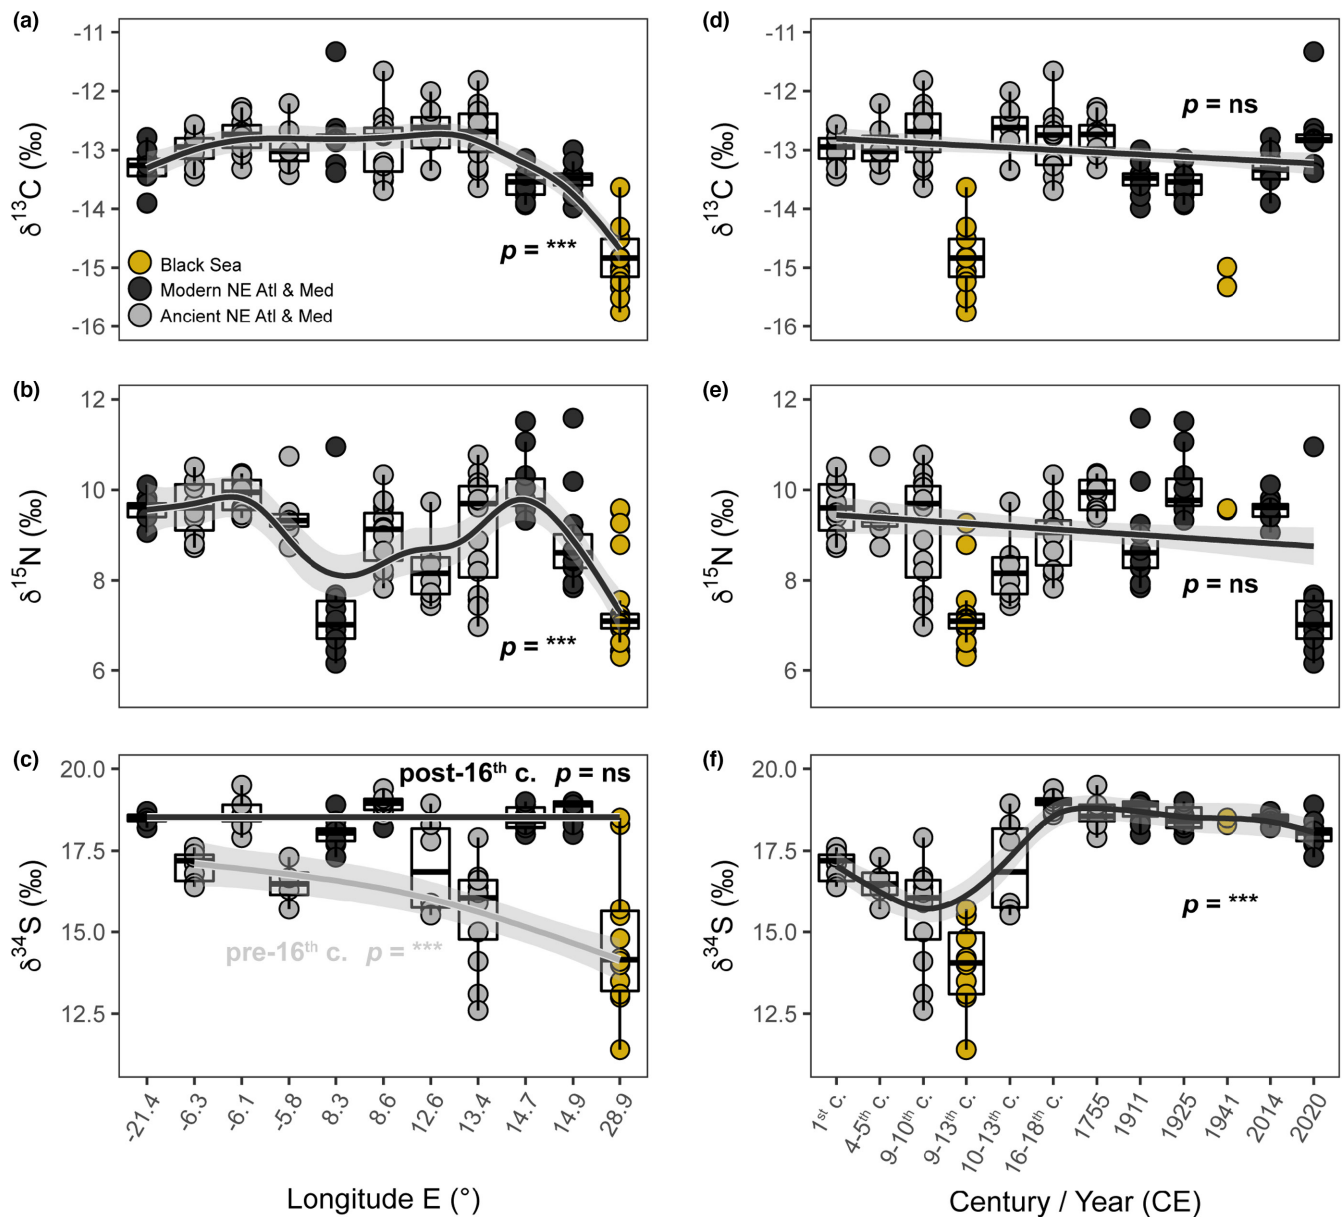 (a)
-11
-12
-13
-14
-15
-16
δ13C (‰)
p = ***
Black Sea
Modern NE Atl & Med
Ancient NE Atl & Med
(d)
-11
-12
-13
-14
-15
-16
δ13C (‰)
p = ns
(b)
12
10
8
6
δ15N (‰)
p = ***
(e)
12
10
8
6
δ15N (‰)
p = ns
(c)
20.0
17.5
15.0
12.5
δ34S (‰)
post-16th c. p = ns
pre-16th c. p = ***
-21.4
-6.3
-6.1
-5.8
8.3
8.6
12.6
13.4
14.7
14.9
28.9
Longitude E (°)
(f)
20.0
17.5
15.0
12.5
δ34S (‰)
p = ***
1st c.
4-5th c.
9-10th c.
9-13th c.
10-13th c.
16-18th c.
1755
1911
1925
1941
2014
2020
Century / Year (CE)